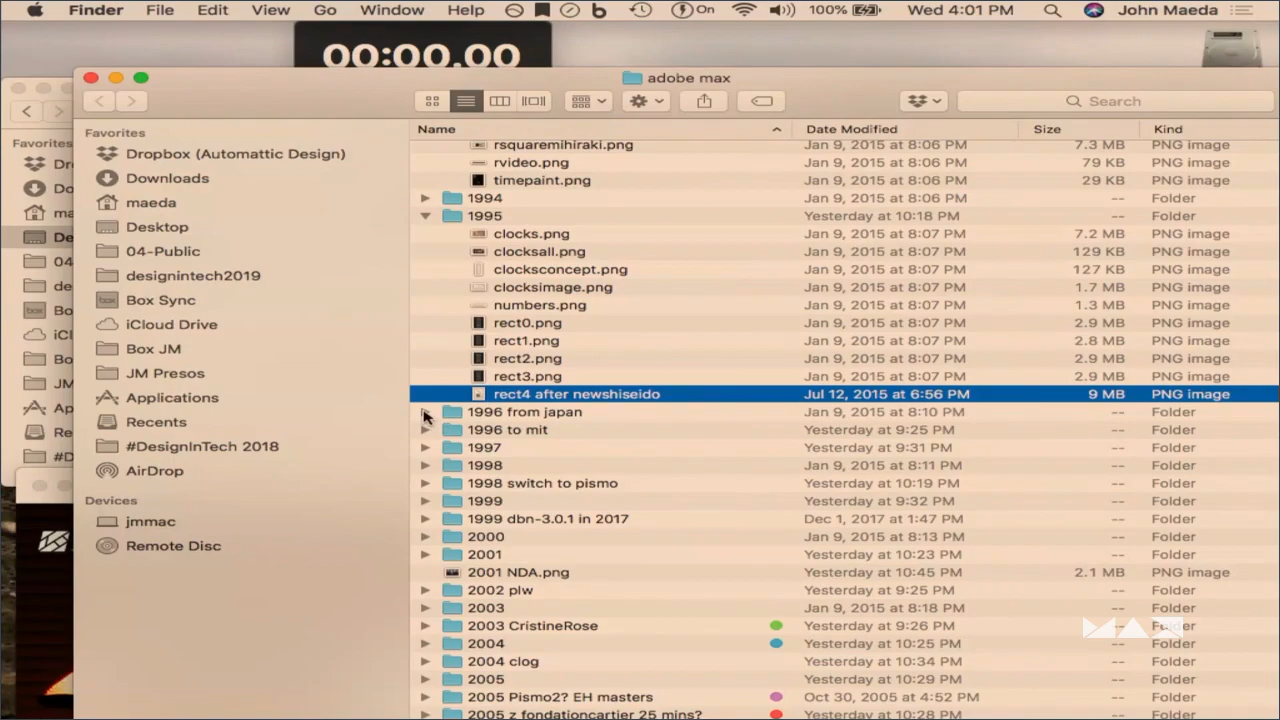 Finder File Edit View Go Window Help On 100% Wed 4:01 PM John Maeda
00:00.00
adobe max
Search
Favorites
Favorites
Dropbox (Automattic Design)
Downloads
maeda
Desktop
04-Public
designintech2019
Box Sync
iCloud Drive
Box JM
JM Presos
Applications
Recents
#DesignInTech 2018
AirDrop
Devices
jmmac
Remote Disc
Name Date Modified Size Kind
rsquaremihiraki.png Jan 9, 2015 at 8:06 PM 7.3 MB PNG image
rvideo.png Jan 9, 2015 at 8:06 PM 79 KB PNG image
timepaint.png Jan 9, 2015 at 8:06 PM 29 KB PNG image
1994 Jan 9, 2015 at 8:06 PM -- Folder
1995 Yesterday at 10:18 PM -- Folder
clocks.png Jan 9, 2015 at 8:07 PM 7.2 MB PNG image
clocksall.png Jan 9, 2015 at 8:07 PM 129 KB PNG image
clocksconcept.png Jan 9, 2015 at 8:07 PM 127 KB PNG image
clocksimage.png Jan 9, 2015 at 8:07 PM 1.7 MB PNG image
numbers.png Jan 9, 2015 at 8:07 PM 1.3 MB PNG image
rect0.png Jan 9, 2015 at 8:07 PM 2.9 MB PNG image
rect1.png Jan 9, 2015 at 8:07 PM 2.8 MB PNG image
rect2.png Jan 9, 2015 at 8:07 PM 2.9 MB PNG image
rect3.png Jan 9, 2015 at 8:07 PM 2.9 MB PNG image
rect4 after newshiseido Jul 12, 2015 at 6:56 PM 9 MB PNG image
1996 from japan Jan 9, 2015 at 8:10 PM -- Folder
1996 to mit Yesterday at 9:25 PM -- Folder
1997 Yesterday at 9:31 PM -- Folder
1998 Jan 9, 2015 at 8:11 PM -- Folder
1998 switch to pismo Yesterday at 10:19 PM -- Folder
1999 Yesterday at 9:32 PM -- Folder
1999 dbn-3.0.1 in 2017 Dec 1, 2017 at 1:47 PM -- Folder
2000 Jan 9, 2015 at 8:13 PM -- Folder
2001 Yesterday at 10:23 PM -- Folder
2001 NDA.png Yesterday at 10:45 PM 2.1 MB PNG image
2002 plw Yesterday at 9:25 PM -- Folder
2003 Jan 9, 2015 at 8:18 PM -- Folder
2003 CristineRose Yesterday at 9:26 PM -- Folder
2004 Yesterday at 10:25 PM -- Folder
2004 clog Yesterday at 10:34 PM -- Folder
2005 Yesterday at 10:29 PM -- Folder
2005 Pismo2? EH masters Oct 30, 2005 at 4:52 PM -- Folder
2005 z fondationcartier 25 mins? Yesterday at 10:28 PM -- Folder
MAX